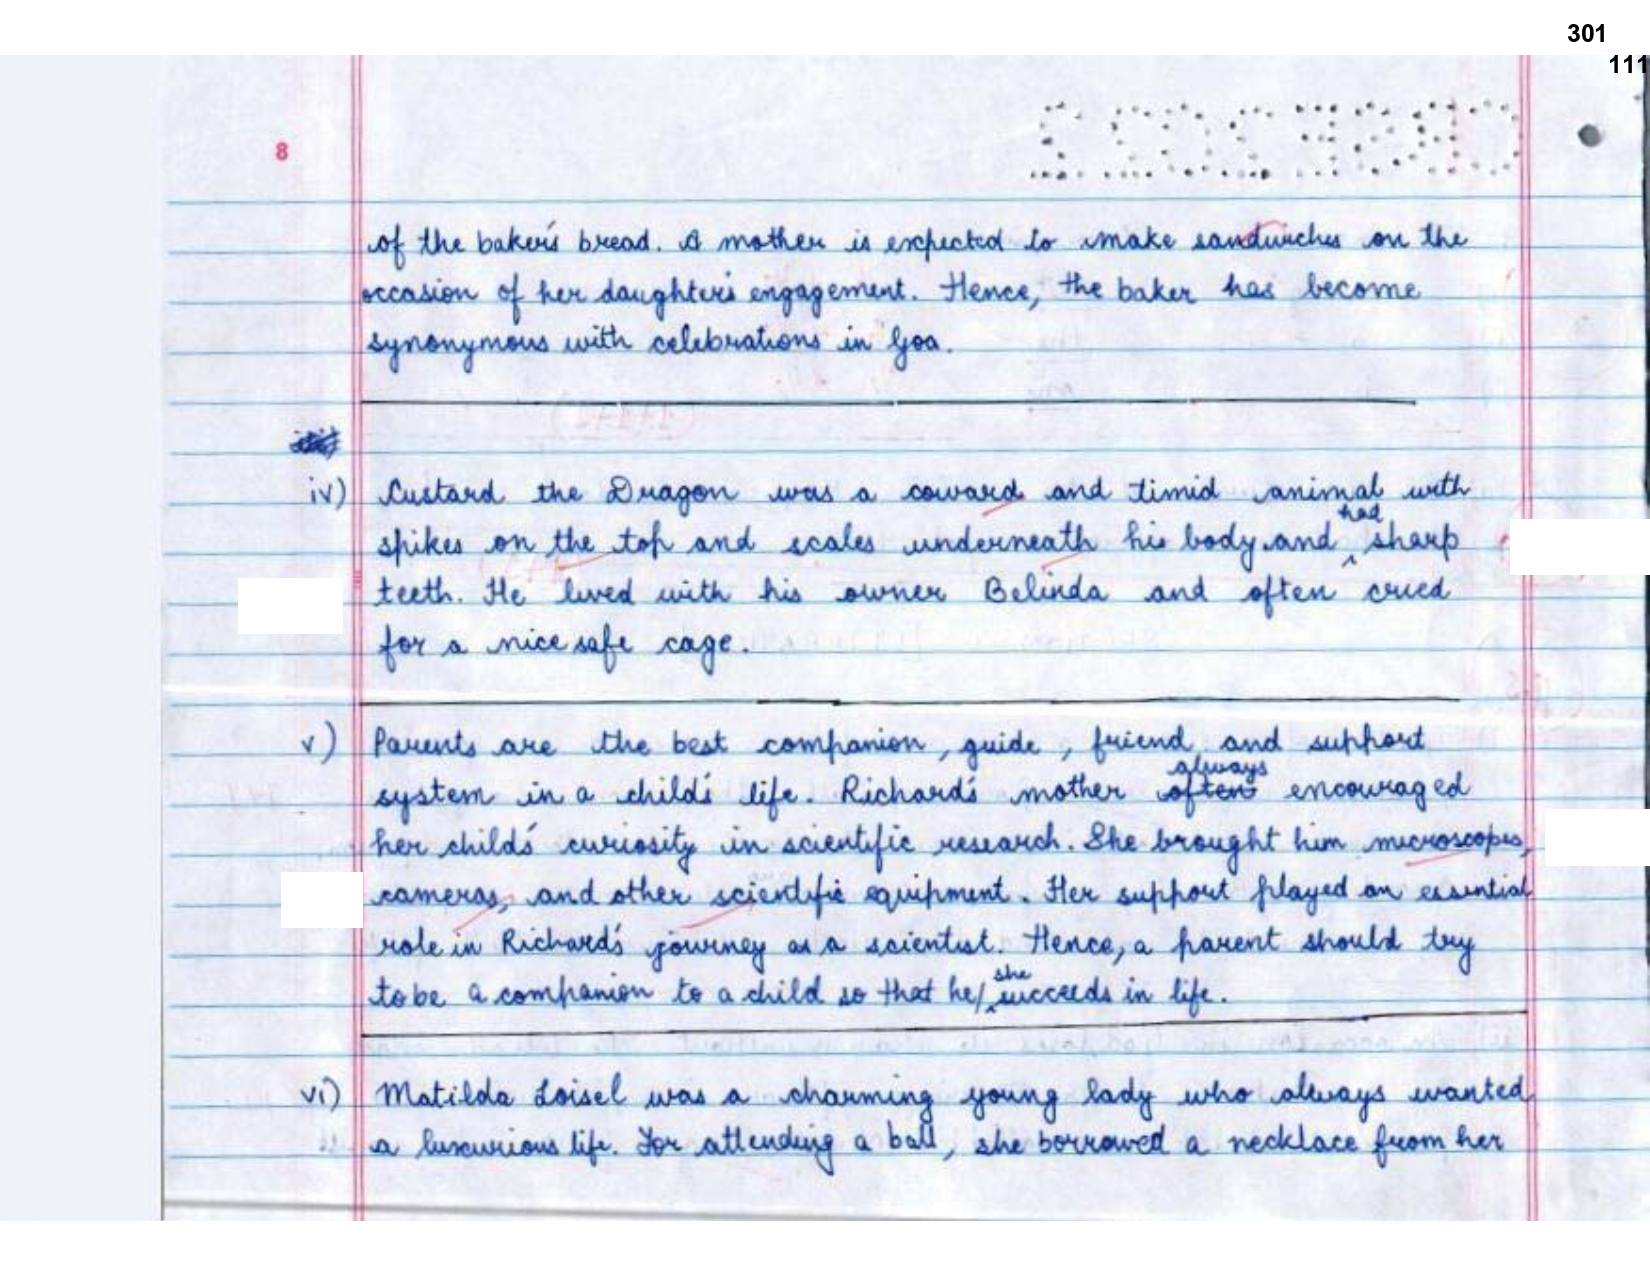 301
111
CBSE2022
8
of the baker's bread. A mother is expected to make sandwiches on the
occasion of her daughter's engagement. Hence, the baker has become
synonymous with celebrations in Goa.
iv) Custard the Dragon was a coward and timid animal with
spikes on the top and scales underneath his body and had sharp
teeth. He lived with his owner Belinda and often cried
for a nice safe cage.
v) Parents are the best companion, guide, friend and support
system in a child's life. Richard's mother often always encouraged
her child's curiosity in scientific research. She brought him microscopes,
cameras, and other scientific equipment. Her support played an essential
role in Richard's journey as a scientist. Hence, a parent should try
to be a companion to a child so that he/she succeeds in life.
vi) Matilda Loisel was a charming young lady who always wanted
a luxurious life. For attending a ball, she borrowed a necklace from her